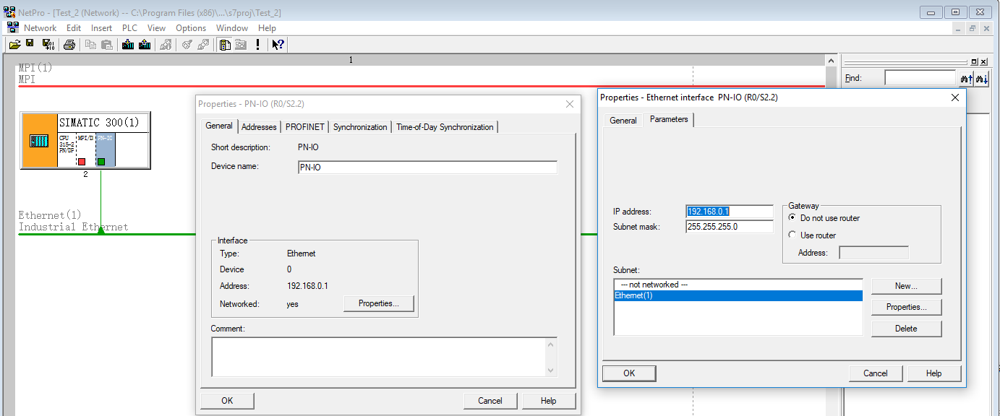 NetPro - [Test_2 (Network) -- C:\Program Files (x86)\...\s7proj\Test_2]
Network Edit Insert PLC View Options Window Help
1
MPI(1)
MPI
SIMATIC 300(1)
CPU
315-2
PN/DP
MPI/D
PN-IO
2
Ethernet(1)
Industrial Ethernet
Properties - PN-IO (R0/S2.2)
General Addresses PROFINET Synchronization Time-of-Day Synchronization
Short description: PN-IO
Device name: PN-IO
Interface
Type: Ethernet
Device 0
Address: 192.168.0.1
Networked: yes Properties...
Comment:
OK Cancel Help
Find:
Properties - Ethernet interface PN-IO (R0/S2.2)
General Parameters
IP address: 192.168.0.1
Subnet mask: 255.255.255.0
Gateway
Do not use router
Use router
Address:
Subnet:
--- not networked ---
Ethernet(1)
New...
Properties...
Delete
OK Cancel Help